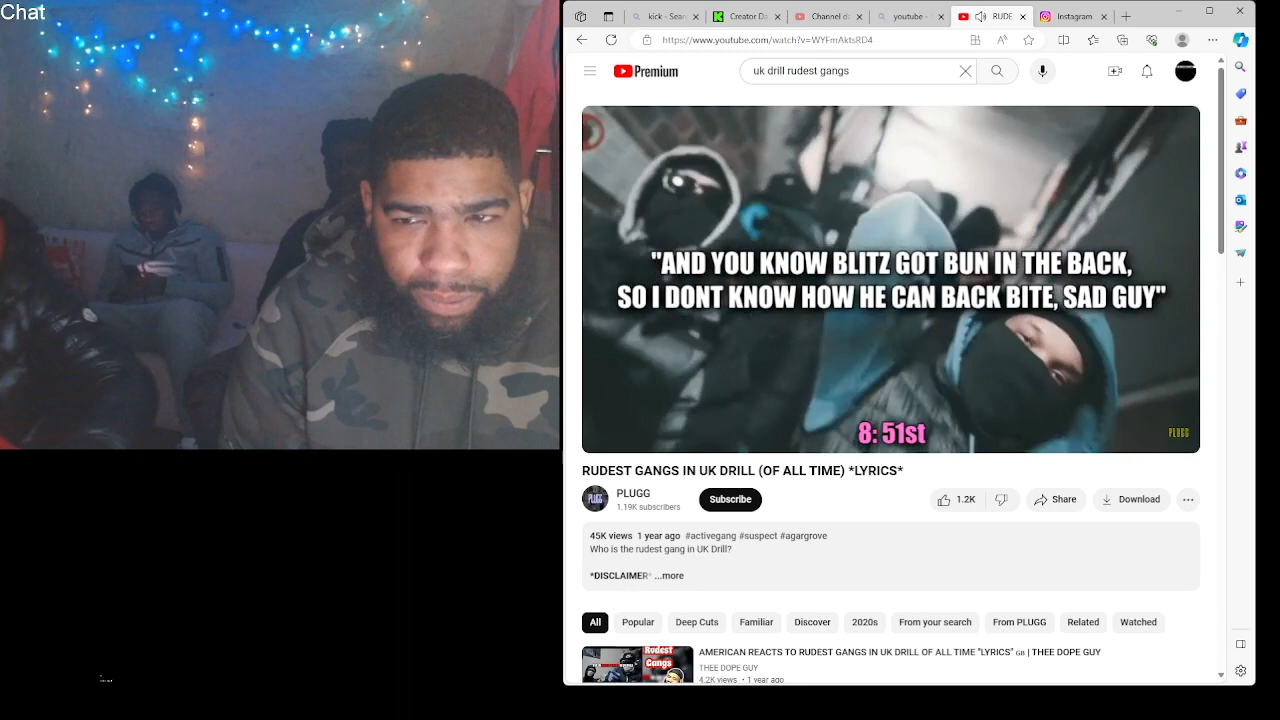 Chat
kick - Sear
Creator Da
Channel d
youtube -
RUDE
Instagram
https://www.youtube.com/watch?v=WYFmAktsRD4
Premium
uk drill rudest gangs
"AND YOU KNOW BLITZ GOT BUN IN THE BACK,
SO I DONT KNOW HOW HE CAN BACK BITE, SAD GUY"
8: 51st
PLUGG
RUDEST GANGS IN UK DRILL (OF ALL TIME) *LYRICS*
PLUGG
1.19K subscribers
Subscribe
1.2K
Share
Download
45K views 1 year ago #activegang #suspect #agargrove
Who is the rudest gang in UK Drill?
*DISCLAIMER* ...more
All
Popular
Deep Cuts
Familiar
Discover
2020s
From your search
From PLUGG
Related
Watched
Rudest
Gangs
AMERICAN REACTS TO RUDEST GANGS IN UK DRILL OF ALL TIME "LYRICS" GB | THEE DOPE GUY
THEE DOPE GUY
4.2K views • 1 year ago